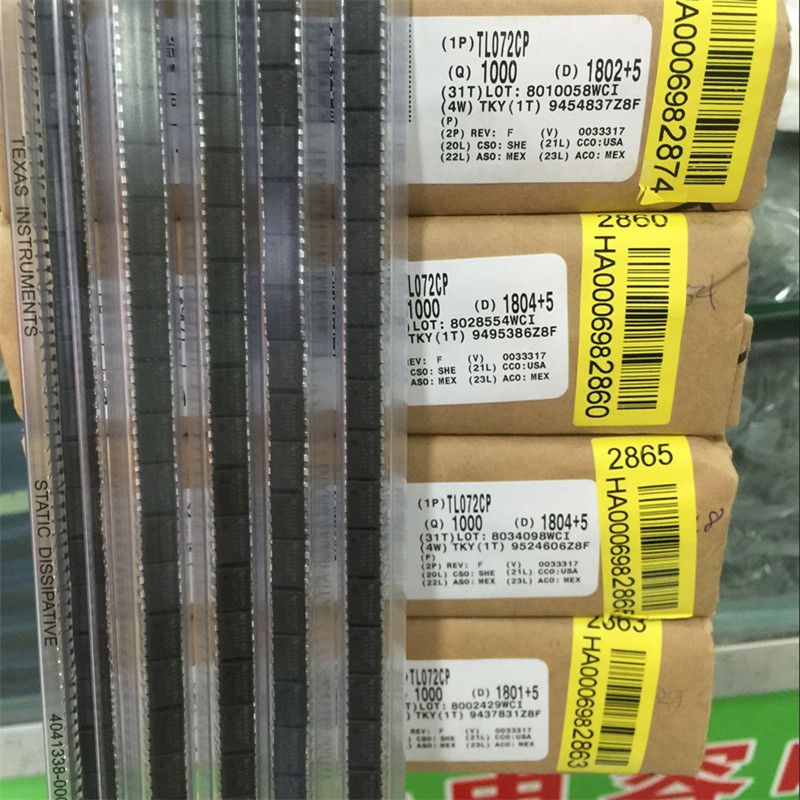 TEXAS INSTRUMENTS
STATIC DISSIPATIVE
(1P) TL072CP
(Q) 1000 (D) 1802+5
(31T)LOT: 8010058WCI
(4W) TKY(1T) 9454837Z8F
(P)
(2P) REV: F (V) 0033317
(20L) CSO: SHE (21L) CCO:USA
(22L) ASO: MEX (23L) ACO: MEX
HA0006982874
L072CP
1000 (D) 1804+5
)LOT: 8028554WCI
TKY(1T) 9495386Z8F
EV: F (V) 0033317
CSO: SHE (21L) CCO:USA
ASO: MEX (23L) ACO: MEX
2860
HA0006982860
(1P)TL072CP
(Q) 1000 (D) 1804+5
(31T)LOT: 8034098WCI
(4W) TKY(1T) 9524606Z8F
(P)
(2P) REV: F (V) 0033317
(20L) CSO: SHE (21L) CCO:USA
(22L) ASO: MEX (23L) ACO: MEX
2865
P)TL072CP
1000 (D) 1801+5
T)LOT: 8002429WCI
TKY(1T) 9437831Z8F
REV: F (V) 0033317
CSO: SHE (21L) CCO:USA
ASO: MEX (23L) ACO: MEX
HA0006982863